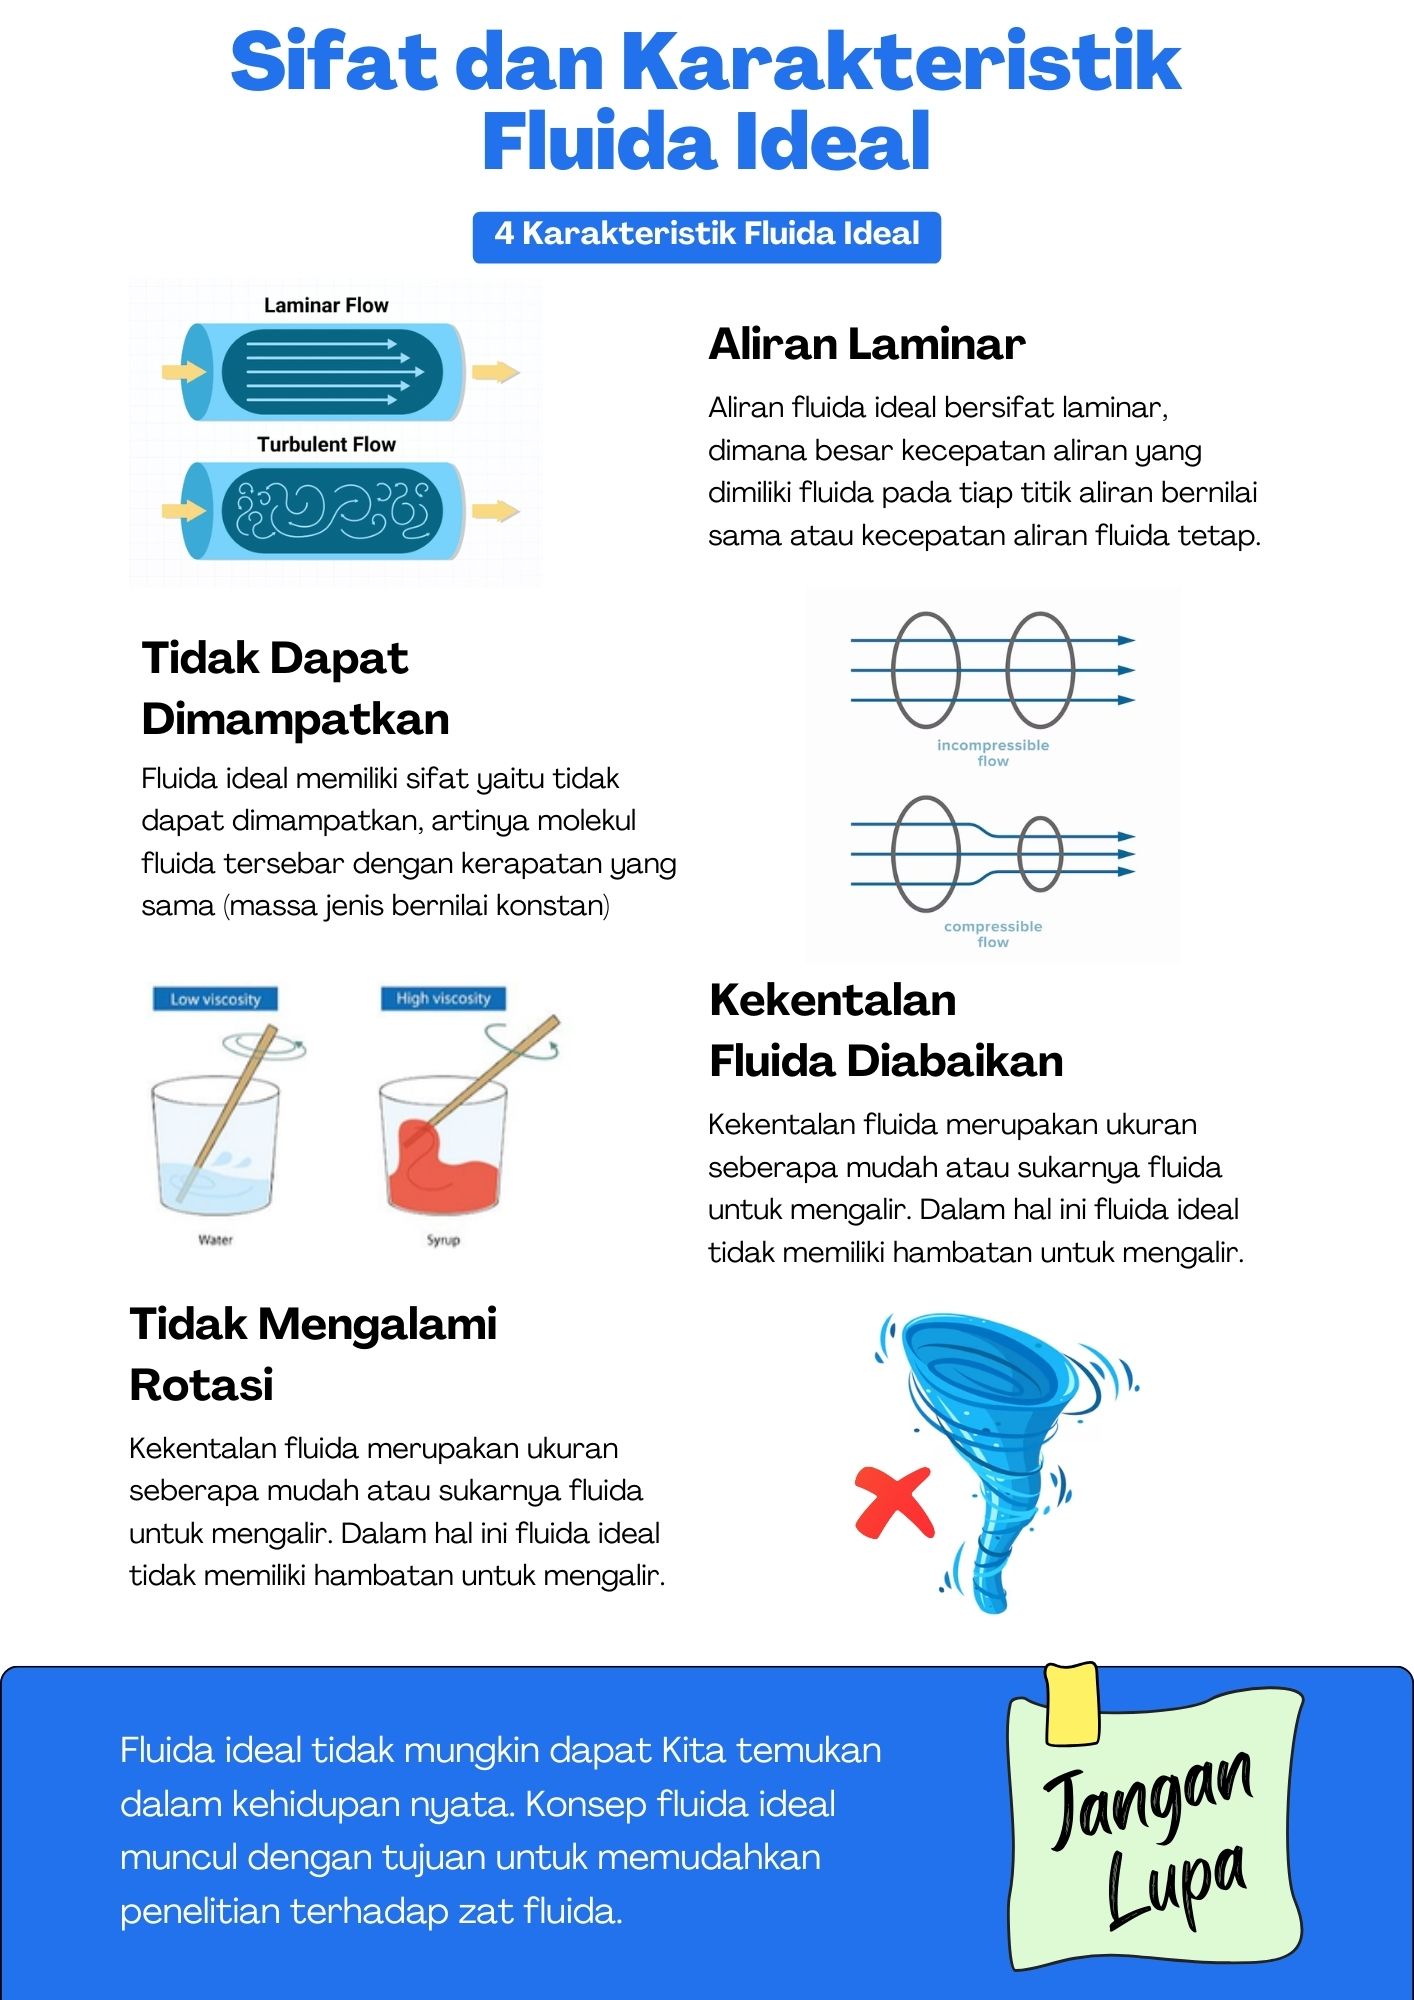 Sifat dan Karakteristik
Fluida Ideal
4 Karakteristik Fluida Ideal
Laminar Flow
Turbulent Flow
Aliran Laminar
Aliran fluida ideal bersifat laminar,
dimana besar kecepatan aliran yang
dimiliki fluida pada tiap titik aliran bernilai
sama atau kecepatan aliran fluida tetap.
Tidak Dapat
Dimampatkan
Fluida ideal memiliki sifat yaitu tidak
dapat dimampatkan, artinya molekul
fluida tersebar dengan kerapatan yang
sama (massa jenis bernilai konstan)
incompressible
flow
compressible
flow
Low viscosity
High viscosity
Water
Syrup
Kekentalan
Fluida Diabaikan
Kekentalan fluida merupakan ukuran
seberapa mudah atau sukarnya fluida
untuk mengalir. Dalam hal ini fluida ideal
tidak memiliki hambatan untuk mengalir.
Tidak Mengalami
Rotasi
Kekentalan fluida merupakan ukuran
seberapa mudah atau sukarnya fluida
untuk mengalir. Dalam hal ini fluida ideal
tidak memiliki hambatan untuk mengalir.
Fluida ideal tidak mungkin dapat Kita temukan
dalam kehidupan nyata. Konsep fluida ideal
muncul dengan tujuan untuk memudahkan
penelitian terhadap zat fluida.
Jangan
Lupa